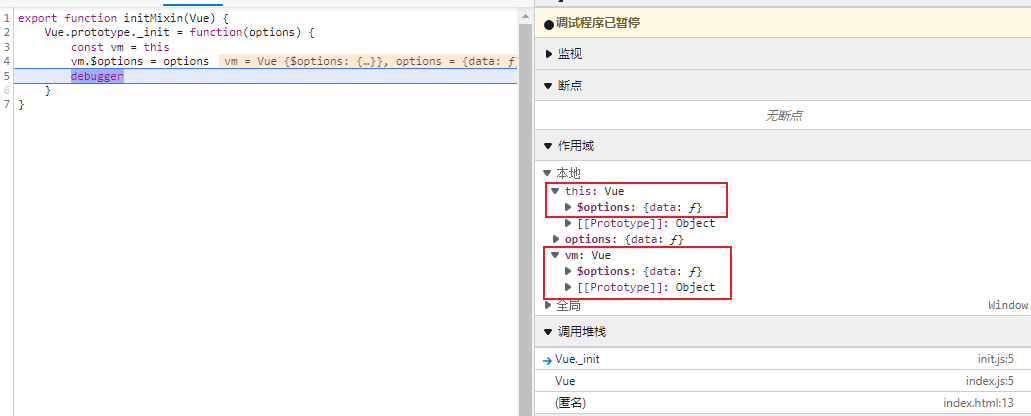 1 export function initMixin(Vue) {
2 Vue.prototype._init = function(options) {
3 const vm = this
4 vm.$options = options vm = Vue {$options: {…}}, options = {data: ƒ}
5 debugger
6 }
7 }
调试程序已暂停
监视
断点
无断点
作用域
本地
this: Vue
$options: {data: ƒ}
[[Prototype]]: Object
options: {data: ƒ}
vm: Vue
$options: {data: ƒ}
[[Prototype]]: Object
全局 Window
调用堆栈
Vue._init init.js:5
Vue index.js:5
(匿名) index.html:13